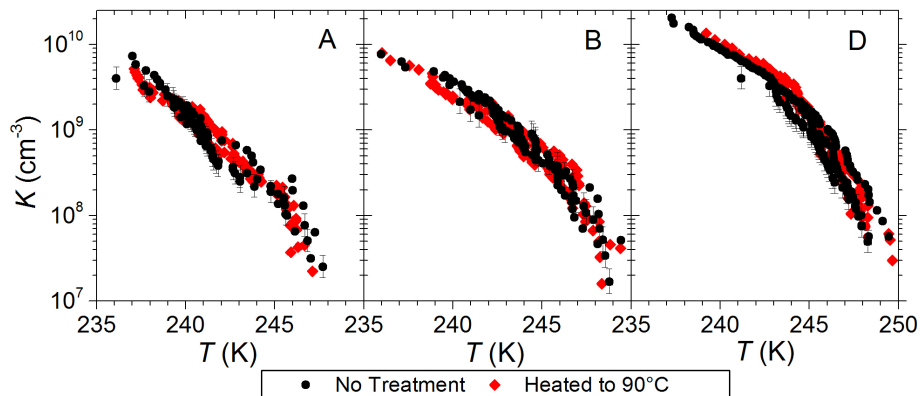 A B D
10¹⁰
10⁹
10⁸
10⁷
K (cm⁻³)
235 240 245 235 240 245 235 240 245 250
T (K) T (K) T (K)
No Treatment Heated to 90°C